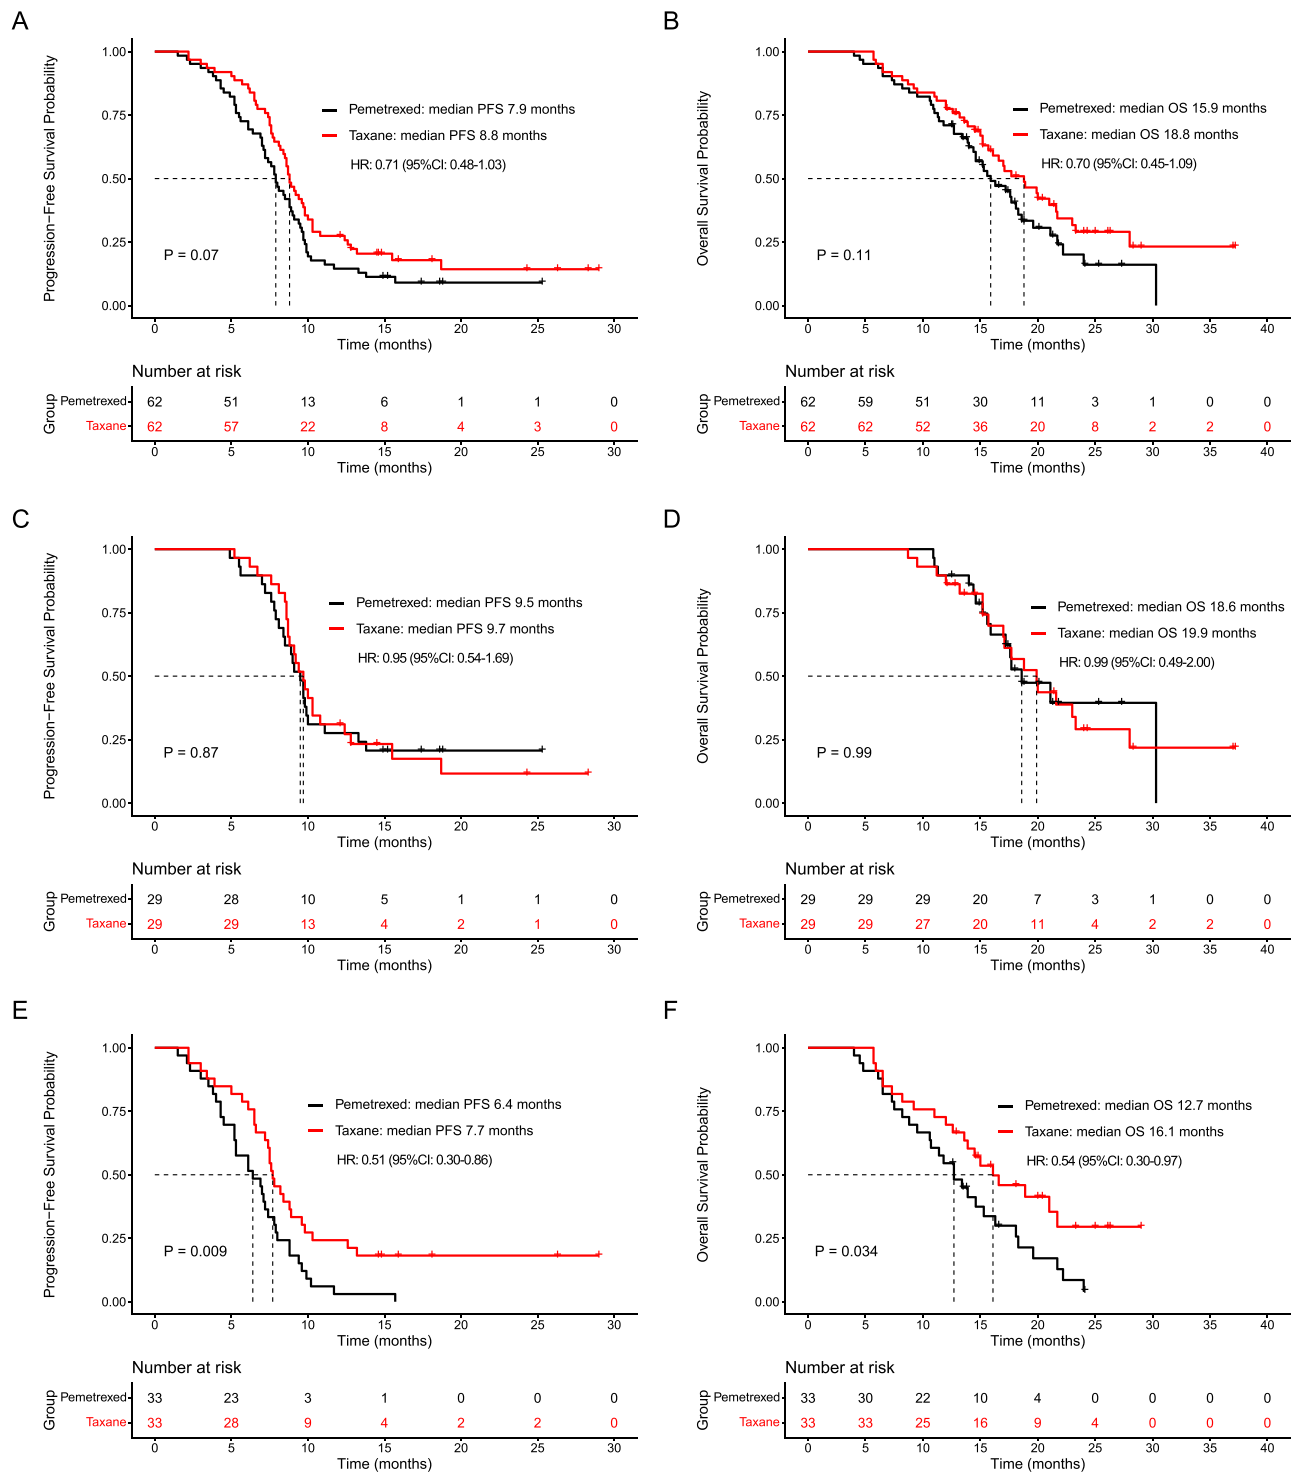 A
Progression−Free Survival Probability
1.00
0.75
0.50
0.25
0.00
Pemetrexed: median PFS 7.9 months
Taxane: median PFS 8.8 months
HR: 0.71 (95%CI: 0.48-1.03)
P = 0.07
0 5 10 15 20 25 30
Time (months)
Number at risk
Group
Pemetrexed 62 51 13 6 1 1 0
Taxane 62 57 22 8 4 3 0
0 5 10 15 20 25 30
Time (months)
B
Overall Survival Probability
1.00
0.75
0.50
0.25
0.00
Pemetrexed: median OS 15.9 months
Taxane: median OS 18.8 months
HR: 0.70 (95%CI: 0.45-1.09)
P = 0.11
0 5 10 15 20 25 30 35 40
Time (months)
Number at risk
Group
Pemetrexed 62 59 51 30 11 3 1 0 0
Taxane 62 62 52 36 20 8 2 2 0
0 5 10 15 20 25 30 35 40
Time (months)
C
Progression−Free Survival Probability
1.00
0.75
0.50
0.25
0.00
Pemetrexed: median PFS 9.5 months
Taxane: median PFS 9.7 months
HR: 0.95 (95%CI: 0.54-1.69)
P = 0.87
0 5 10 15 20 25 30
Time (months)
Number at risk
Group
Pemetrexed 29 28 10 5 1 1 0
Taxane 29 29 13 4 2 1 0
0 5 10 15 20 25 30
Time (months)
D
Overall Survival Probability
1.00
0.75
0.50
0.25
0.00
Pemetrexed: median OS 18.6 months
Taxane: median OS 19.9 months
HR: 0.99 (95%CI: 0.49-2.00)
P = 0.99
0 5 10 15 20 25 30 35 40
Time (months)
Number at risk
Group
Pemetrexed 29 29 29 20 7 3 1 0 0
Taxane 29 29 27 20 11 4 2 2 0
0 5 10 15 20 25 30 35 40
Time (months)
E
Progression−Free Survival Probability
1.00
0.75
0.50
0.25
0.00
Pemetrexed: median PFS 6.4 months
Taxane: median PFS 7.7 months
HR: 0.51 (95%CI: 0.30-0.86)
P = 0.009
0 5 10 15 20 25 30
Time (months)
Number at risk
Group
Pemetrexed 33 23 3 1 0 0 0
Taxane 33 28 9 4 2 2 0
0 5 10 15 20 25 30
Time (months)
F
Overall Survival Probability
1.00
0.75
0.50
0.25
0.00
Pemetrexed: median OS 12.7 months
Taxane: median OS 16.1 months
HR: 0.54 (95%CI: 0.30-0.97)
P = 0.034
0 5 10 15 20 25 30 35 40
Time (months)
Number at risk
Group
Pemetrexed 33 30 22 10 4 0 0 0 0
Taxane 33 33 25 16 9 4 0 0 0
0 5 10 15 20 25 30 35 40
Time (months)